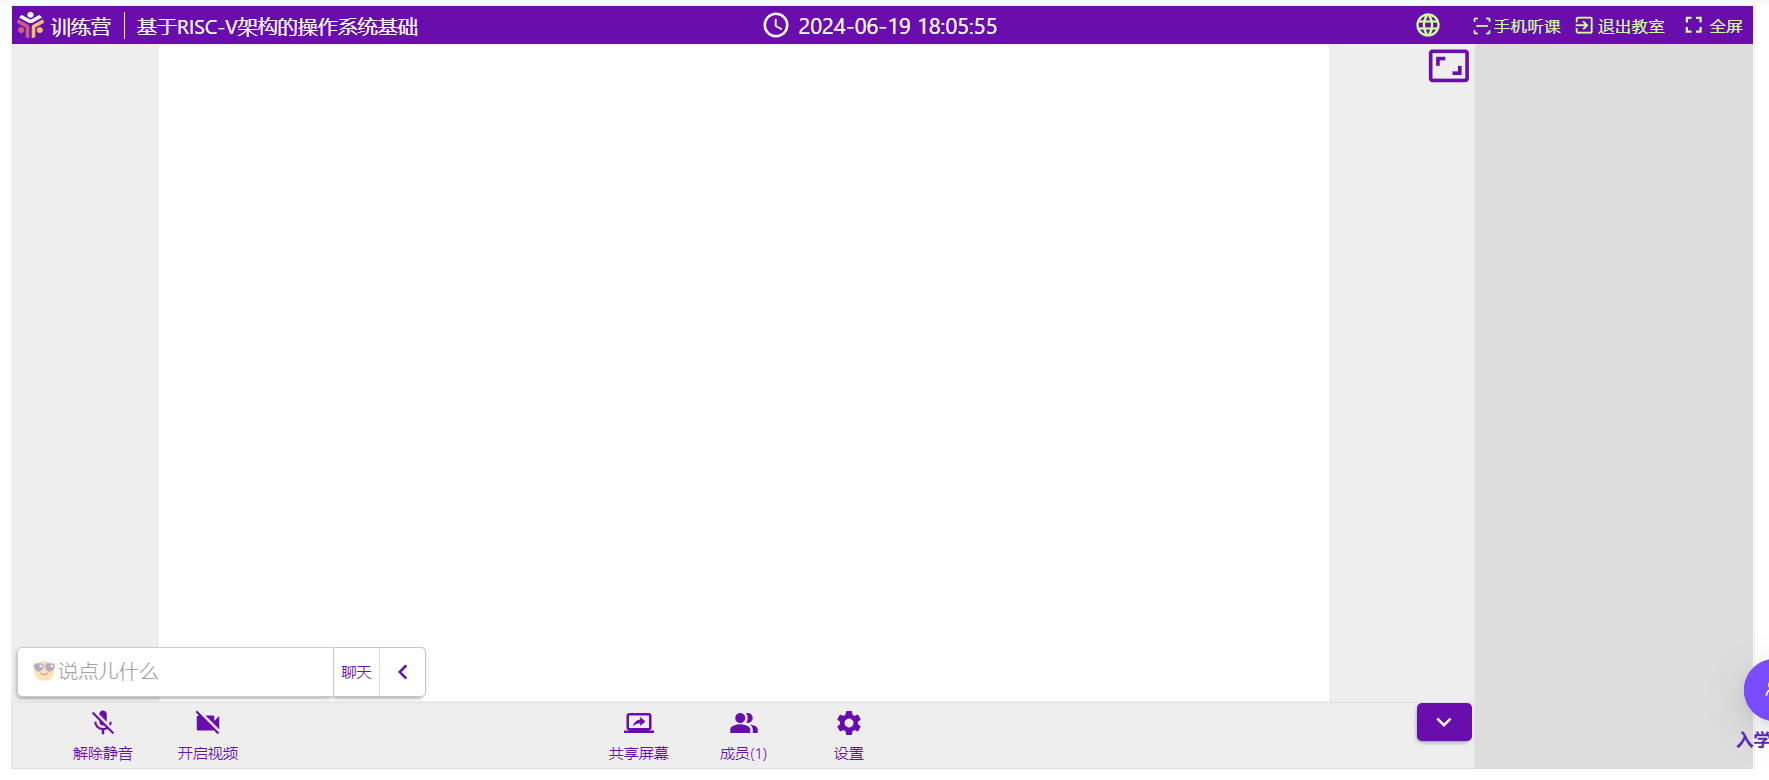 训练营 基于RISC-V架构的操作系统基础 2024-06-19 18:05:55 手机听课 退出教室 全屏
说点儿什么 聊天
解除静音 开启视频 共享屏幕 成员(1) 设置
入学